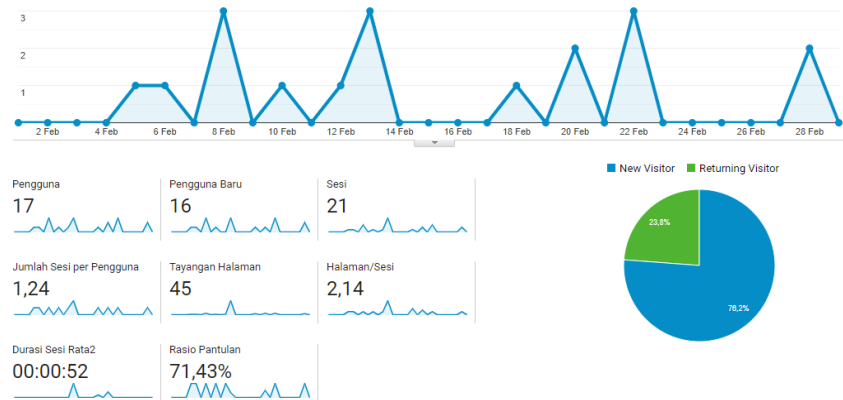 3
2
1
2 Feb 4 Feb 6 Feb 8 Feb 10 Feb 12 Feb 14 Feb 16 Feb 18 Feb 20 Feb 22 Feb 24 Feb 26 Feb 28 Feb
New Visitor Returning Visitor
Pengguna Pengguna Baru Sesi
17 16 21
23,8%
Jumlah Sesi per Pengguna Tayangan Halaman Halaman/Sesi
1,24 45 2,14
76,2%
Durasi Sesi Rata2 Rasio Pantulan
00:00:52 71,43%